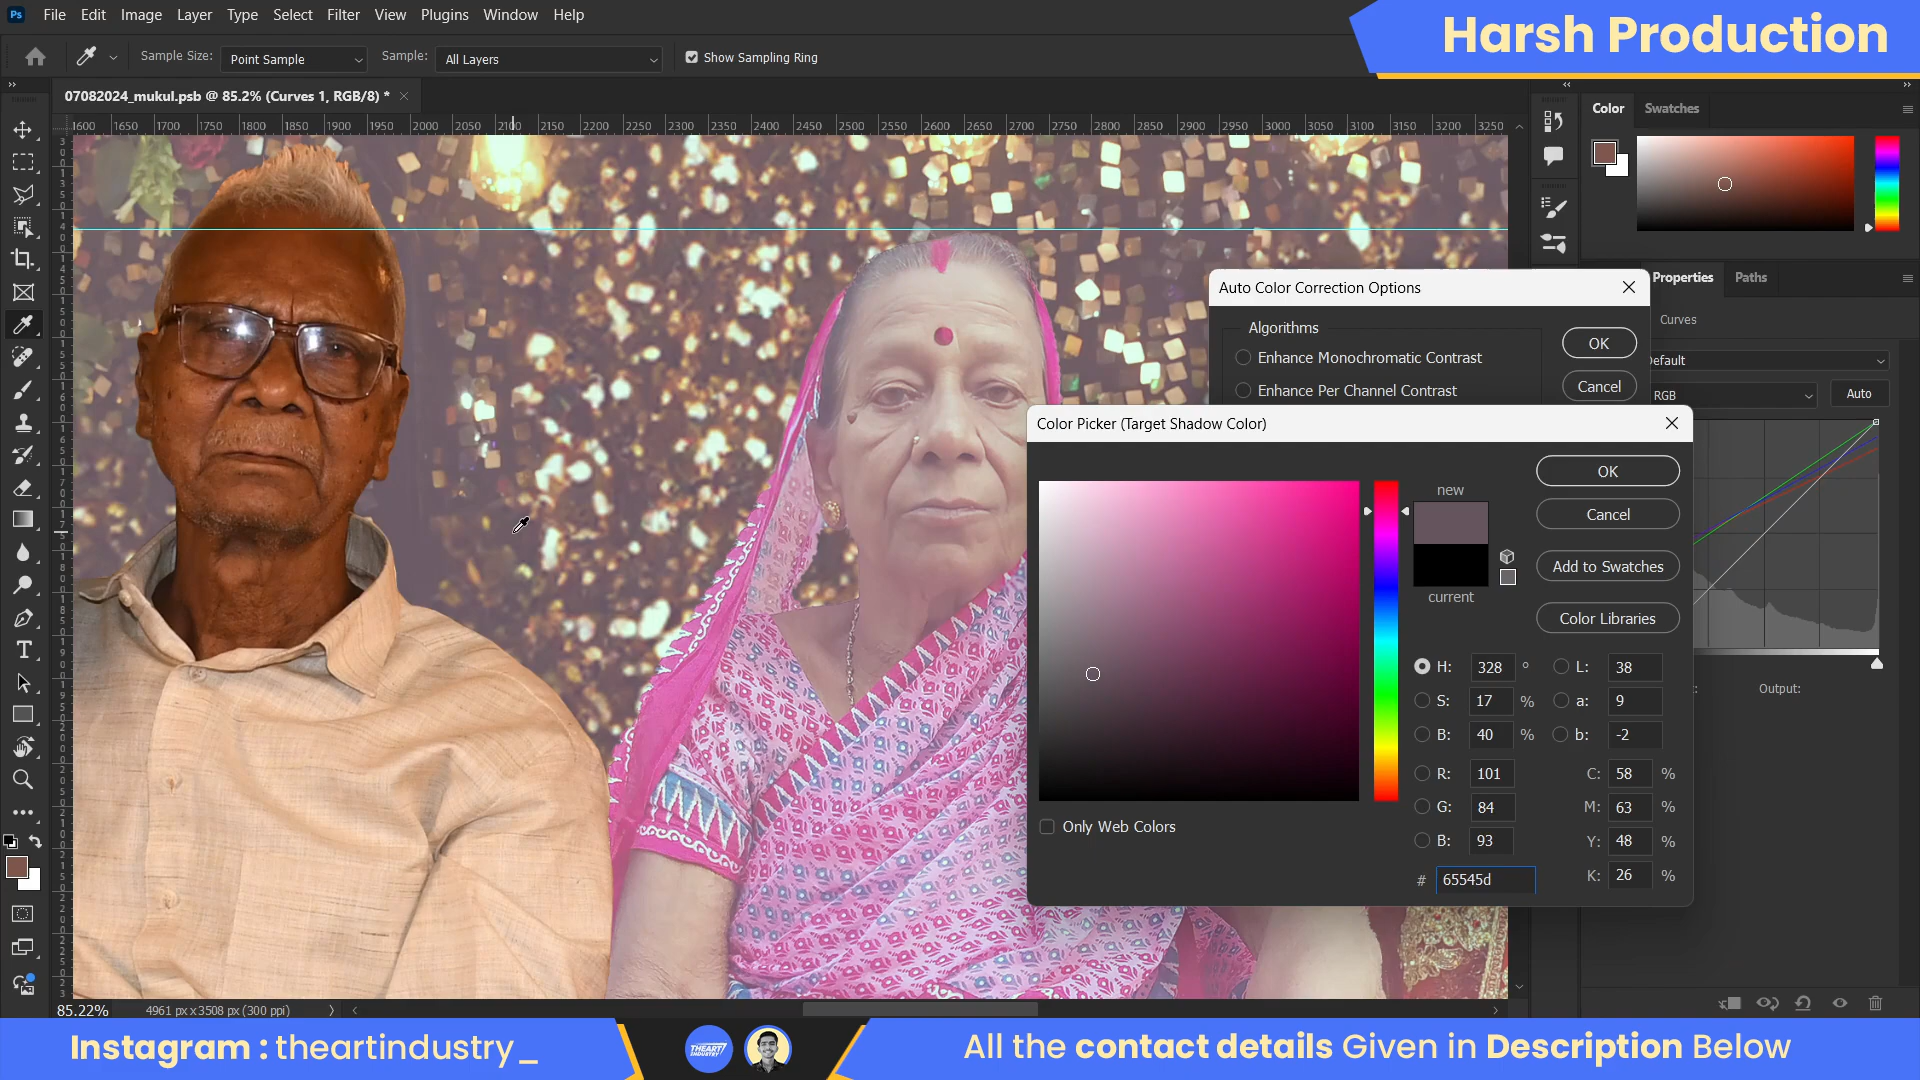 Ps File Edit Image Layer Type Select Filter View Plugins Window Help
Harsh Production
Sample Size: Point Sample Sample: All Layers Show Sampling Ring
07082024_mukul.psb @ 85.2% (Curves 1, RGB/8) *
Color Swatches
1600 1650 1700 1750 1800 1850 1900 1950 2000 2050 2100 2150 2200 2250 2300 2350 2400 2450 2500 2550 2600 2650 2700 2750 2800 2850 2900 2950 3000 3050 3100 3150 3200 3250
Properties Paths
Auto Color Correction Options
Curves
Algorithms
Enhance Monochromatic Contrast
OK
Default
Enhance Per Channel Contrast
Cancel
RGB Auto
Color Picker (Target Shadow Color)
new
OK
Cancel
Add to Swatches
current
Color Libraries
H: 328 ° L: 38
S: 17 % a: 9
B: 40 % b: -2
Output:
R: 101 C: 58 %
G: 84 M: 63 %
B: 93 Y: 48 %
# 65545d K: 26 %
Only Web Colors
85.22% 4961 px x 3508 px (300 ppi)
Instagram : theartindustry_
THEART INDUSTRY
All the contact details Given in Description Below